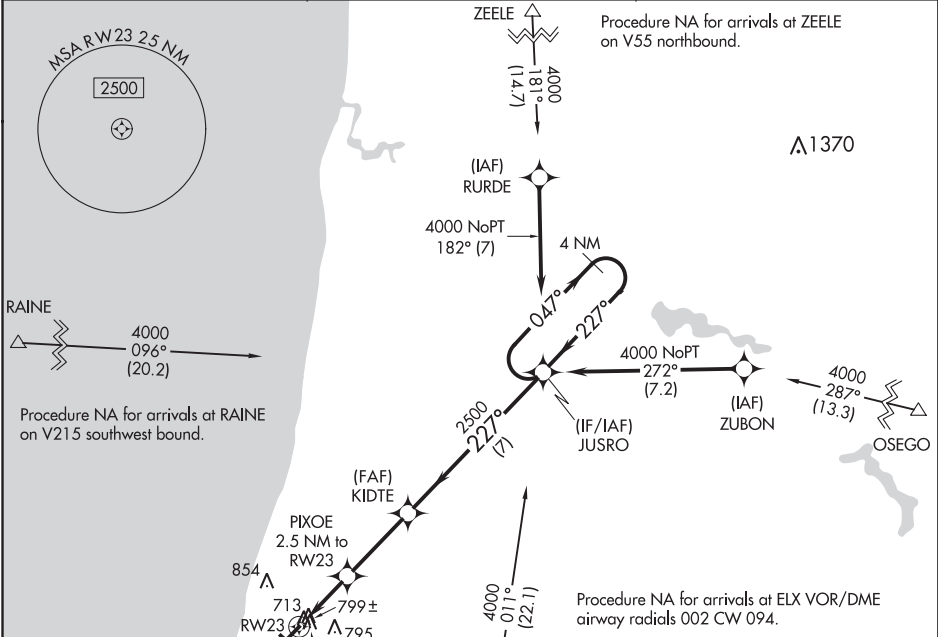 ZEELE
Procedure NA for arrivals at ZEELE
on V55 northbound.
MSA RW23 25 NM
2500
4000
181°
(14.7)
1370
(IAF)
RURDE
4000 NoPT
182° (7)
4 NM
047°
227°
RAINE
4000
096°
(20.2)
4000 NoPT
272°
(7.2)
4000
287°
(13.3)
(IAF)
ZUBON
OSEGO
Procedure NA for arrivals at RAINE
on V215 southwest bound.
(IF/IAF)
JUSRO
2500
227°
(7)
(FAF)
KIDTE
PIXOE
2.5 NM to
RW23
854
713
799±
RW23
795
4000
011°
(22.1)
Procedure NA for arrivals at ELX VOR/DME
airway radials 002 CW 094.